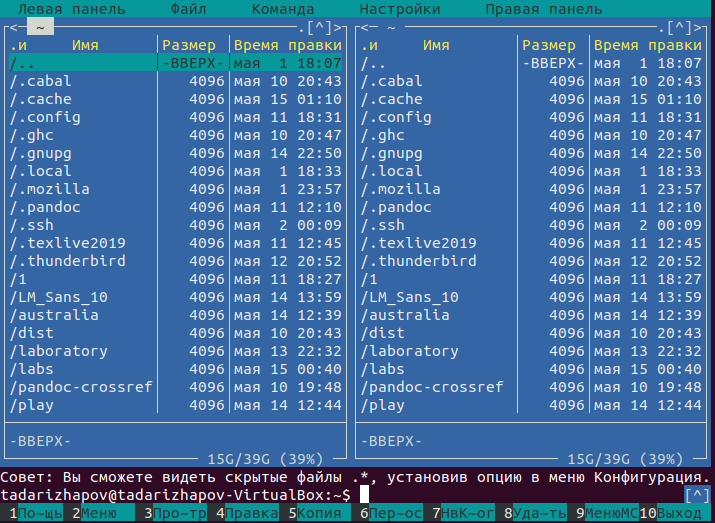 Левая панель Файл Команда Настройки Правая панель
<─ ~ .[^]> <─ ~ .[^]>
.и Имя Размер Время правки .и Имя Размер Время правки
/.. -ВВЕРХ- мая 1 18:07 /.. -ВВЕРХ- мая 1 18:07
/.cabal 4096 мая 10 20:43 /.cabal 4096 мая 10 20:43
/.cache 4096 мая 15 01:10 /.cache 4096 мая 15 01:10
/.config 4096 мая 11 18:31 /.config 4096 мая 11 18:31
/.ghc 4096 мая 10 20:47 /.ghc 4096 мая 10 20:47
/.gnupg 4096 мая 14 22:50 /.gnupg 4096 мая 14 22:50
/.local 4096 мая 1 18:33 /.local 4096 мая 1 18:33
/.mozilla 4096 мая 1 23:57 /.mozilla 4096 мая 1 23:57
/.pandoc 4096 мая 11 12:10 /.pandoc 4096 мая 11 12:10
/.ssh 4096 мая 2 00:09 /.ssh 4096 мая 2 00:09
/.texlive2019 4096 мая 11 12:45 /.texlive2019 4096 мая 11 12:45
/.thunderbird 4096 мая 12 20:52 /.thunderbird 4096 мая 12 20:52
/1 4096 мая 11 18:27 /1 4096 мая 11 18:27
/LM_Sans_10 4096 мая 14 13:59 /LM_Sans_10 4096 мая 14 13:59
/australia 4096 мая 14 12:39 /australia 4096 мая 14 12:39
/dist 4096 мая 10 20:43 /dist 4096 мая 10 20:43
/laboratory 4096 мая 13 22:32 /laboratory 4096 мая 13 22:32
/labs 4096 мая 15 00:40 /labs 4096 мая 15 00:40
/pandoc-crossref 4096 мая 10 19:48 /pandoc-crossref 4096 мая 10 19:48
/play 4096 мая 14 12:44 /play 4096 мая 14 12:44
-ВВЕРХ- -ВВЕРХ-
15G/39G (39%) 15G/39G (39%)
Совет: Вы сможете видеть скрытые файлы .*, установив опцию в меню Конфигурация.
tadarizhapov@tadarizhapov-VirtualBox:~$ [^]
1По~щь 2Меню 3Про~тр 4Правка 5Копия 6Пер~ос 7НвК~ог 8Уда~ть 9МенюMC 10Выход